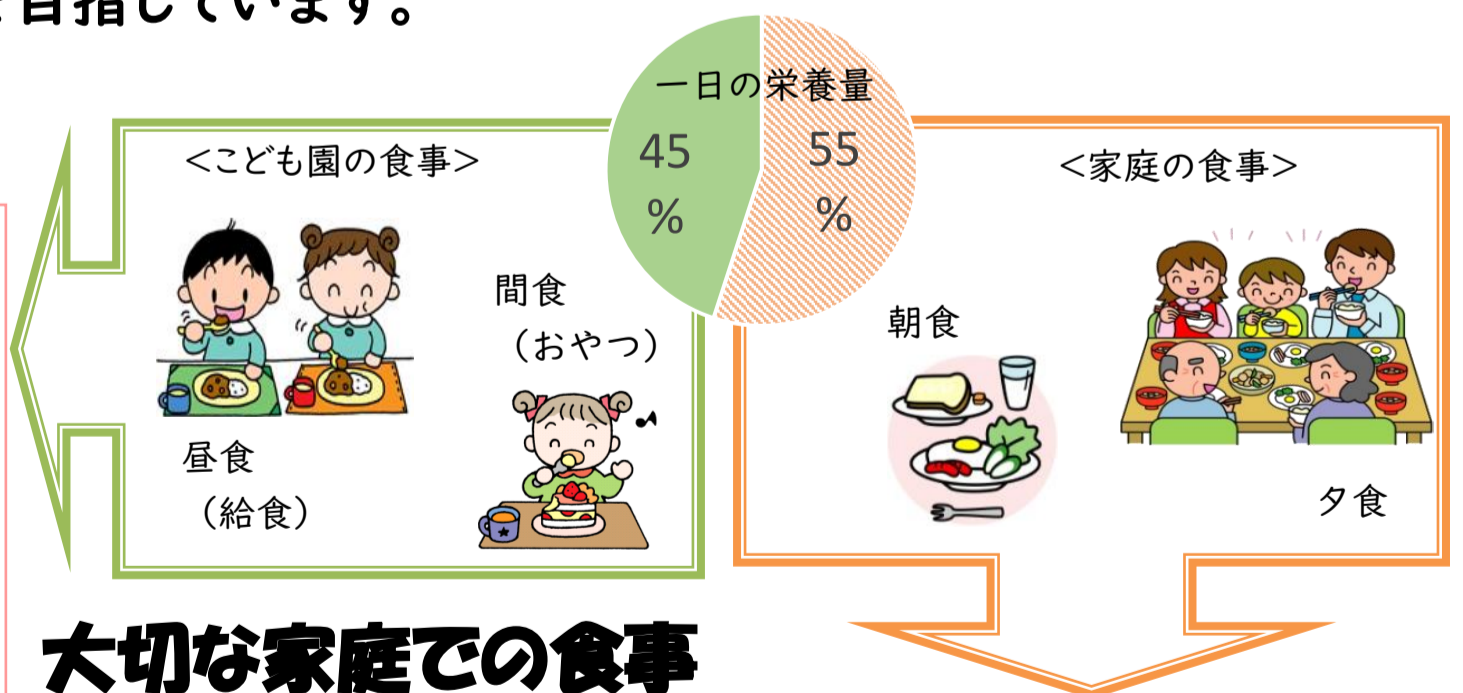 を目指しています。
一日の栄養量
45
%
55
%
<こども園の食事>
間食
(おやつ)
昼食
(給食)
<家庭の食事>
朝食
夕食
大切な家庭での食事